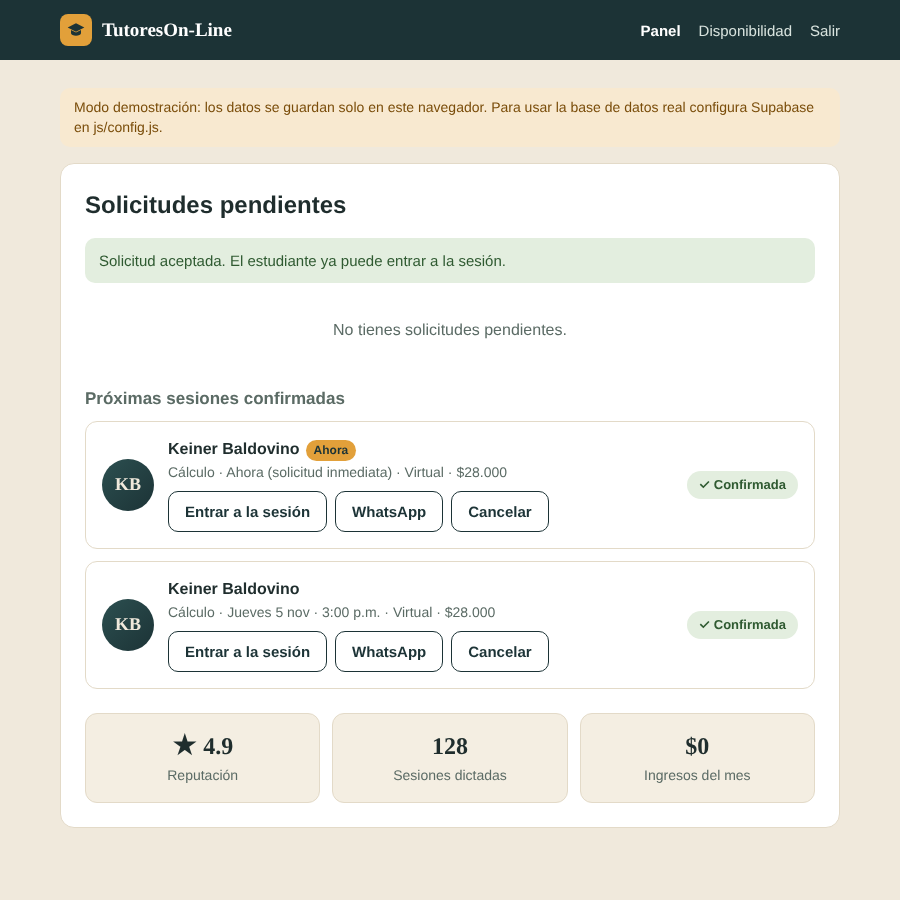 TutoresOn-Line
Panel
Disponibilidad
Salir
Modo demostración: los datos se guardan solo en este navegador. Para usar la base de datos real configura Supabase
en js/config.js.
Solicitudes pendientes
Solicitud aceptada. El estudiante ya puede entrar a la sesión.
No tienes solicitudes pendientes.
Próximas sesiones confirmadas
KB
Keiner Baldovino Ahora
Cálculo · Ahora (solicitud inmediata) · Virtual · $28.000
Entrar a la sesión
WhatsApp
Cancelar
✓ Confirmada
KB
Keiner Baldovino
Cálculo · Jueves 5 nov · 3:00 p.m. · Virtual · $28.000
Entrar a la sesión
WhatsApp
Cancelar
✓ Confirmada
★ 4.9
Reputación
128
Sesiones dictadas
$0
Ingresos del mes